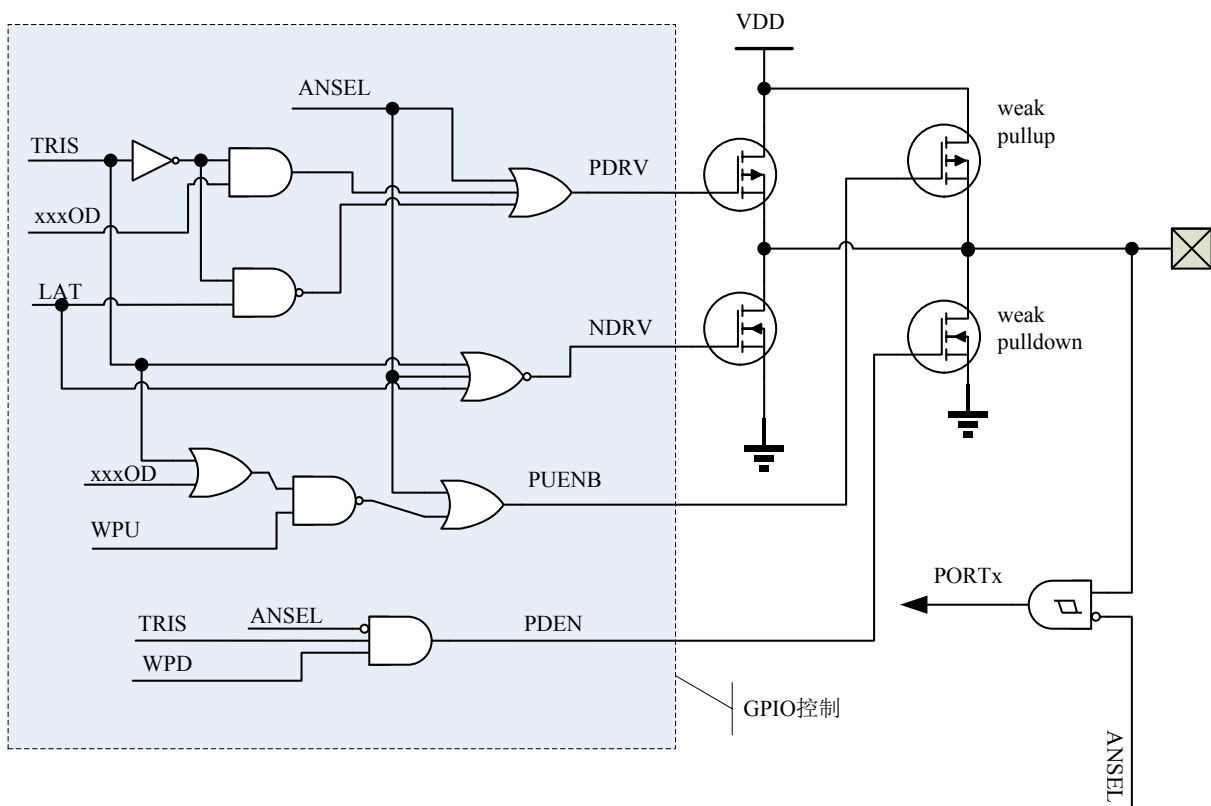 VDD
ANSEL
TRIS
xxxOD
LAT
PDRV
NDRV
weak
pullup
weak
pulldown
xxxOD
WPU
PUENB
PORTx
ANSEL
TRIS
WPD
PDEN
GPIO控制
ANSEL